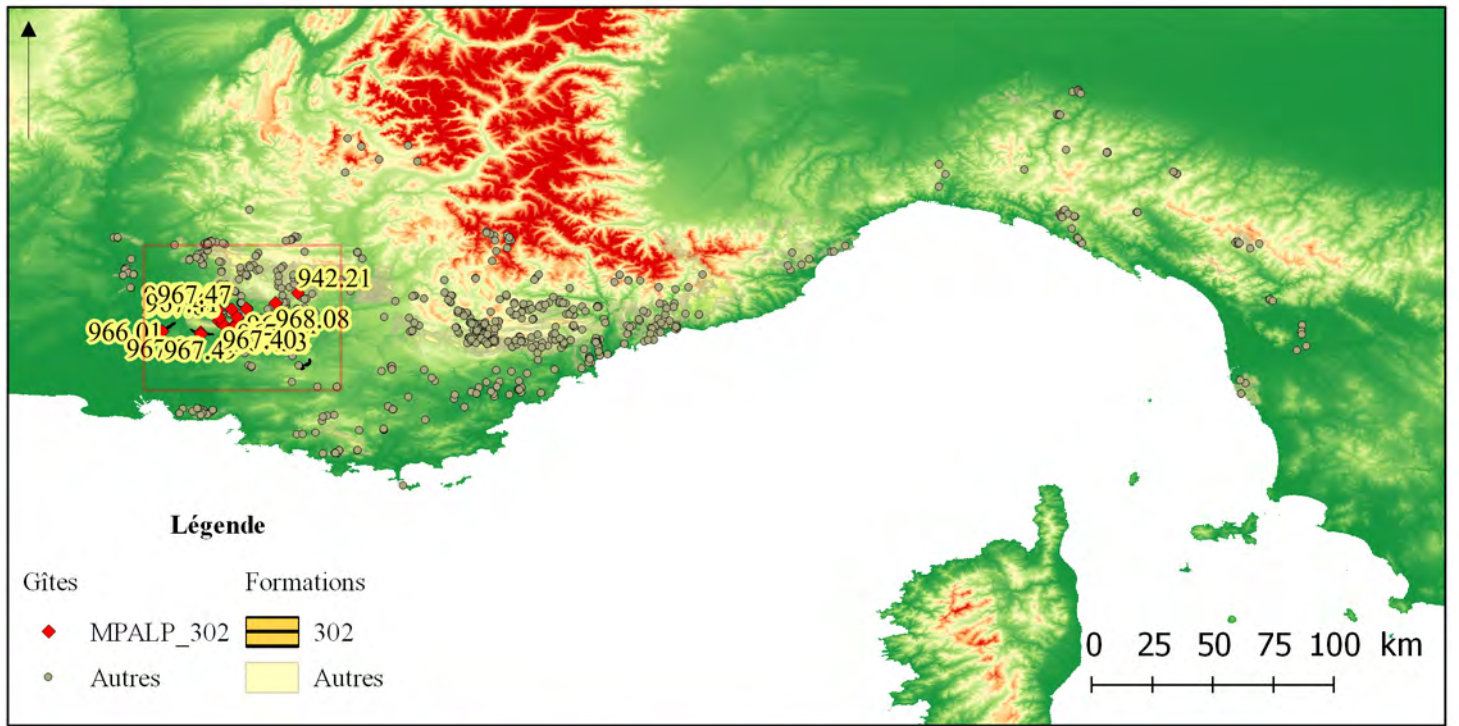 942.21
967.47
968.08
966.01
967.403
Légende
Gîtes
Formations
MPALP_302
302
Autres
Autres
0 25 50 75 100 km